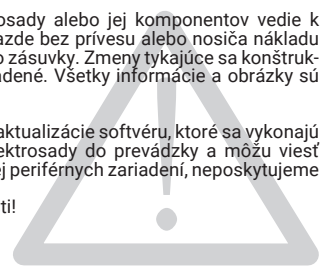 osady alebo jej komponentov vedie k
azde bez prívesu alebo nosiča nákladu
o zásuvky. Zmeny týkajúce sa konštruk-
adené. Všetky informácie a obrázky sú
aktualizácie softvéru, ktoré sa vykonajú
ektrosady do prevádzky a môžu viesť
ej periférnych zariadení, neposkytujeme
ti!